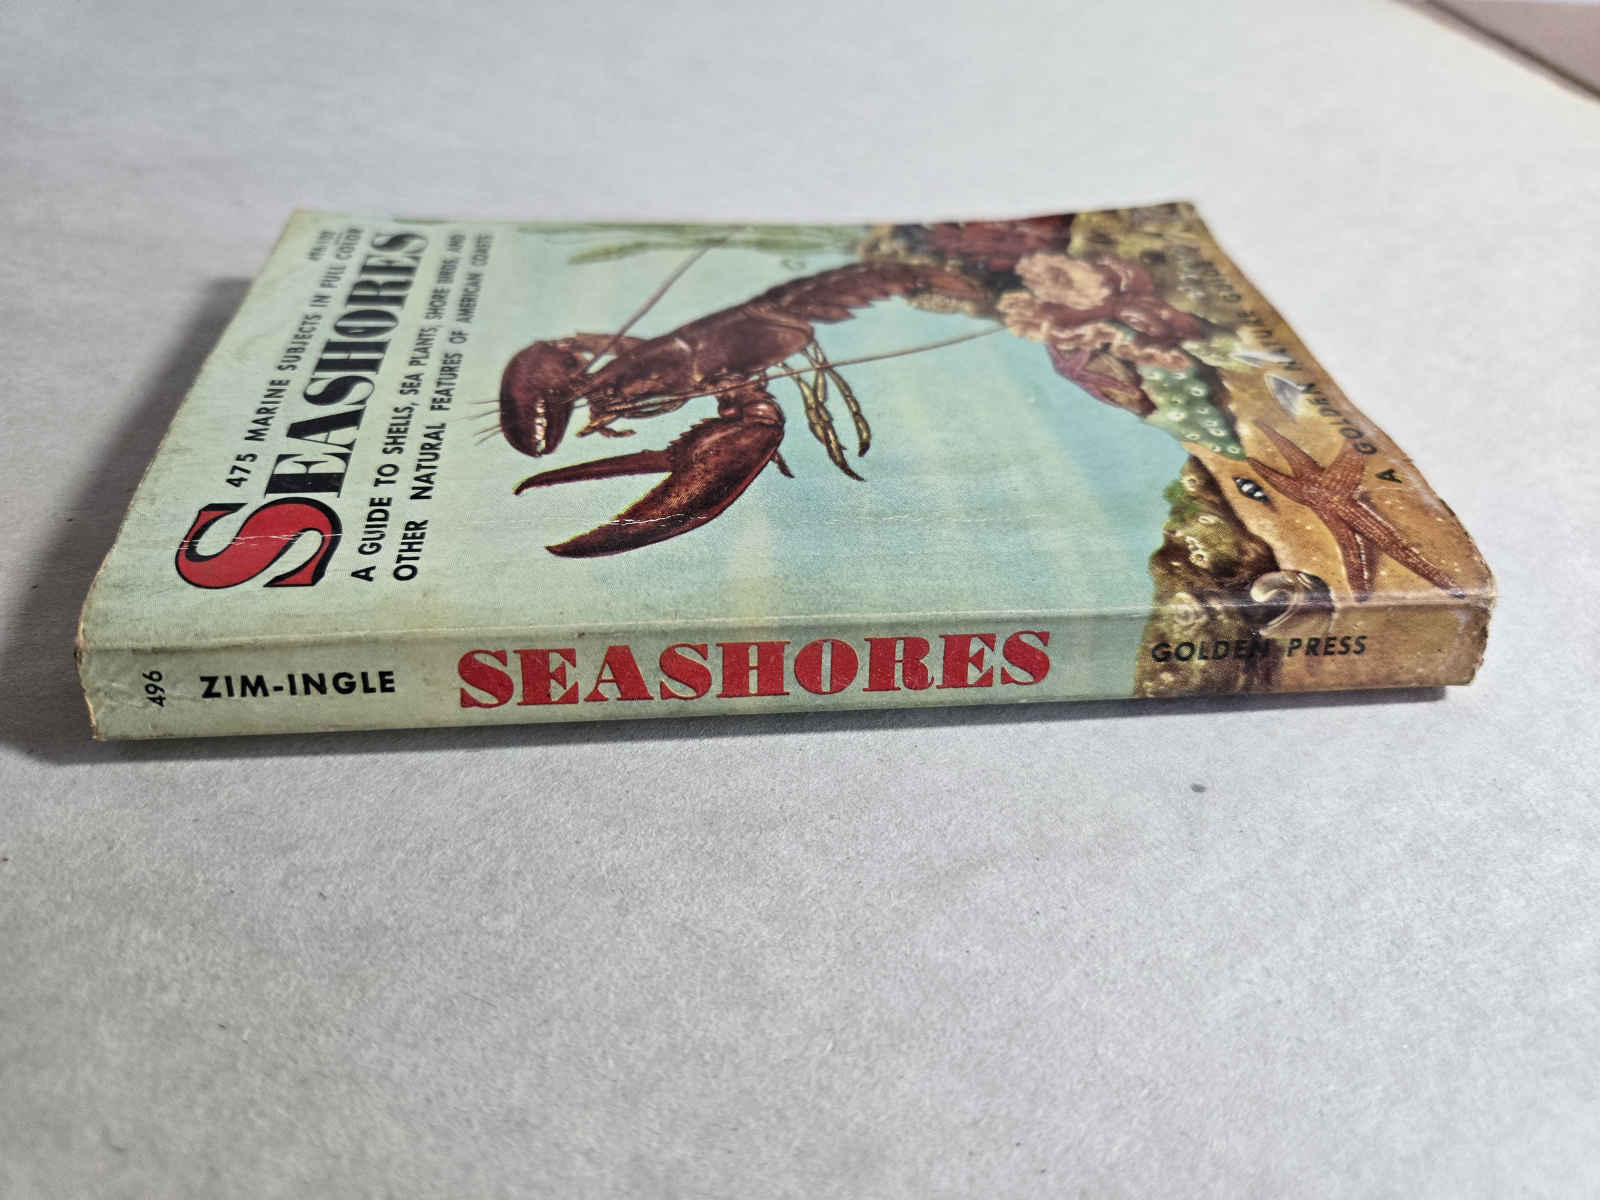 475 MARINE SUBJECTS IN FULL COLOR
SEASHORES
A GUIDE TO SHELLS, SEA PLANTS, SHORE BIRDS AND
OTHER NATURAL FEATURES OF AMERICAN COASTS
A GOLDEN NATURE GUIDE
496 ZIM-INGLE SEASHORES GOLDEN PRESS